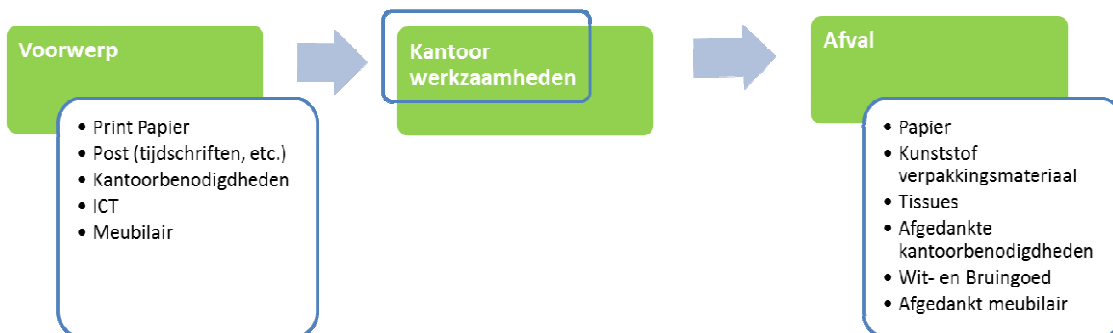 Voorwerp
• Print Papier
• Post (tijdschriften, etc.)
• Kantoorbenodigdheden
• ICT
• Meubilair
Kantoor
werkzaamheden
Afval
• Papier
• Kunststof
verpakkingsmateriaal
• Tissues
• Afgedankte
kantoorbenodigdheden
• Wit- en Bruingoed
• Afgedankt meubilair